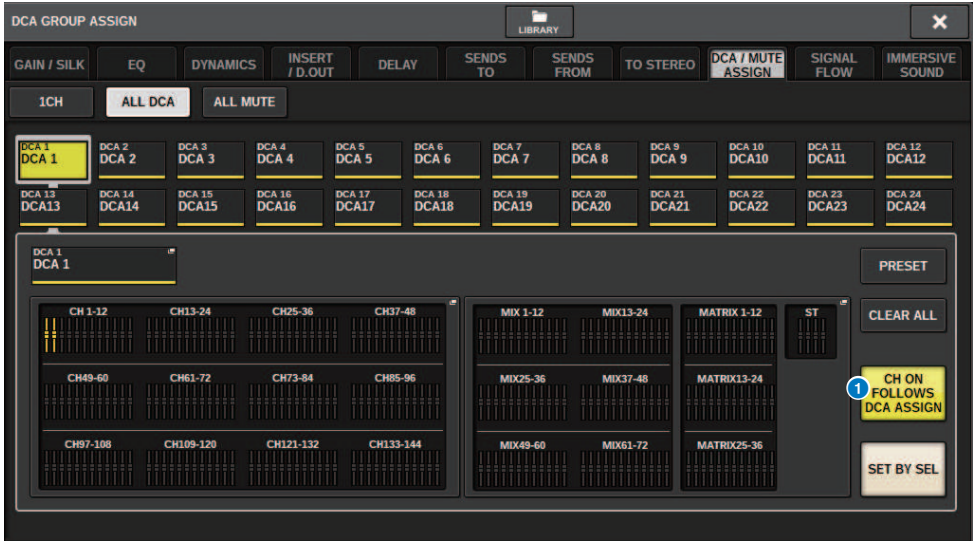 DCA GROUP ASSIGN
LIBRARY
GAIN / SILK
EQ
DYNAMICS
INSERT
/ D.OUT
DELAY
SENDS
TO
SENDS
FROM
TO STEREO
DCA / MUTE
ASSIGN
SIGNAL
FLOW
IMMERSIVE
SOUND
1CH
ALL DCA
ALL MUTE
DCA 1
DCA 1
DCA 2
DCA 2
DCA 3
DCA 3
DCA 4
DCA 4
DCA 5
DCA 5
DCA 6
DCA 6
DCA 7
DCA 7
DCA 8
DCA 8
DCA 9
DCA 9
DCA 10
DCA10
DCA 11
DCA11
DCA 12
DCA12
DCA 13
DCA13
DCA 14
DCA14
DCA 15
DCA15
DCA 16
DCA16
DCA 17
DCA17
DCA 18
DCA18
DCA 19
DCA19
DCA 20
DCA20
DCA 21
DCA21
DCA 22
DCA22
DCA 23
DCA23
DCA 24
DCA24
DCA 1
DCA 1
PRESET
CH 1-12
CH13-24
CH25-36
CH37-48
MIX 1-12
MIX13-24
MATRIX 1-12
ST
CLEAR ALL
CH49-60
CH61-72
CH73-84
CH85-96
MIX25-36
MIX37-48
MATRIX13-24
1
CH ON
FOLLOWS
DCA ASSIGN
CH97-108
CH109-120
CH121-132
CH133-144
MIX49-60
MIX61-72
MATRIX25-36
SET BY SEL